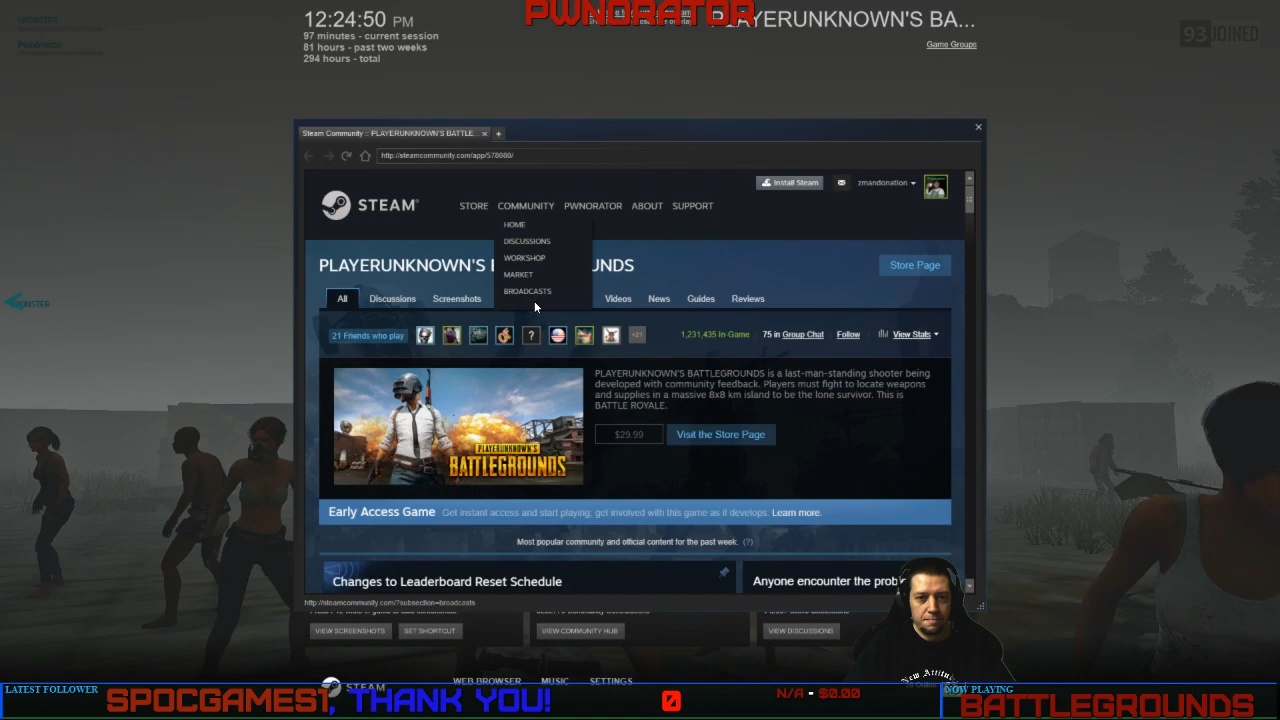 12:24:50 PM
97 minutes - current session
81 hours - past two weeks
294 hours - total
PWNORATOR
PLAYERUNKNOWN'S BA...
Game Groups
93 JOINED
Steam Community :: PLAYERUNKNOWN'S BATTLE...
http://steamcommunity.com/app/578080/
Install Steam
zmandonation
STEAM
STORE COMMUNITY PWNORATOR ABOUT SUPPORT
HOME
DISCUSSIONS
WORKSHOP
MARKET
BROADCASTS
PLAYERUNKNOWN'S
UNDS
Store Page
All Discussions Screenshots Videos News Guides Reviews
21 Friends who play
?
+21
1,231,435 In-Game
75 in Group Chat
Follow
View Stats
PLAYERUNKNOWN'S BATTLEGROUNDS is a last-man-standing shooter being
developed with community feedback. Players must fight to locate weapons
and supplies in a massive 8x8 km island to be the lone survivor. This is
BATTLE ROYALE.
$29.99
Visit the Store Page
PLAYERUNKNOWN'S
BATTLEGROUNDS
Early Access Game Get instant access and start playing, get involved with this game as it develops. Learn more.
Most popular community and official content for the past week. (?)
Changes to Leaderboard Reset Schedule
Anyone encounter the prob
http://steamcommunity.com/?subsection=broadcasts
VIEW SCREENSHOTS SET SHORTCUT VIEW COMMUNITY HUB VIEW DISCUSSIONS
STEAM
WEB BROWSER MUSIC SETTINGS
LATEST FOLLOWER
SPOCGAMES1, THANK YOU!
0
N/A - $0.00
NOW PLAYING
BATTLEGROUNDS